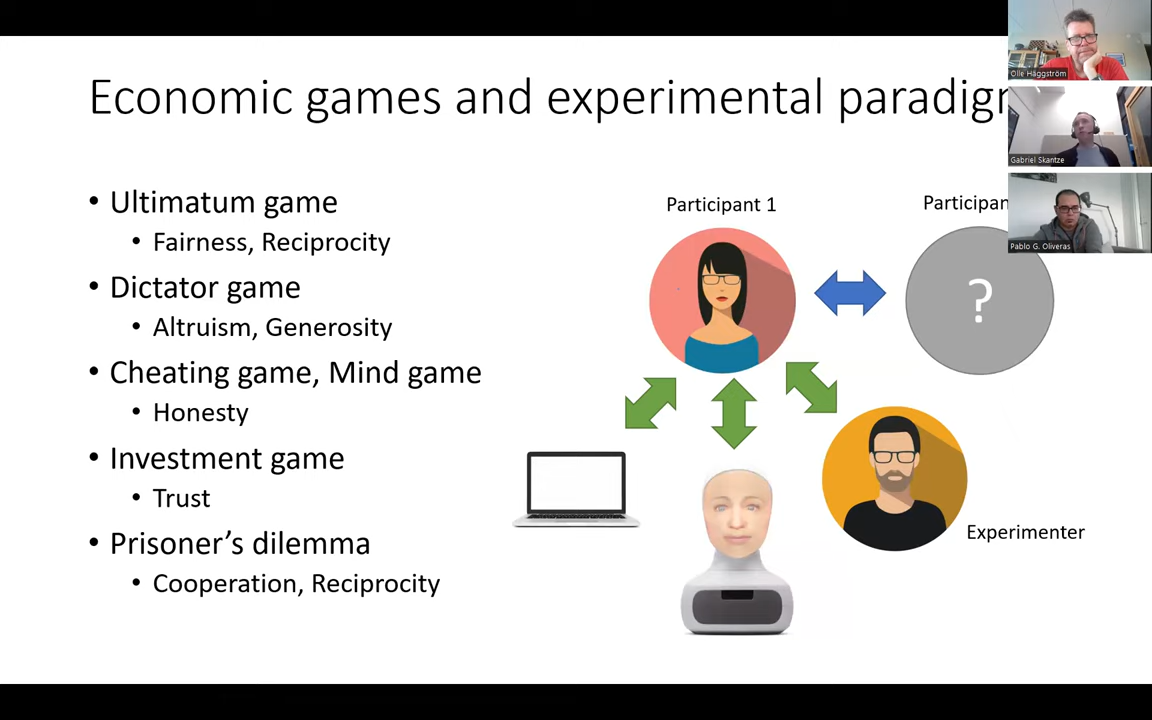 Economic games and experimental paradigm
• Ultimatum game
• Fairness, Reciprocity
• Dictator game
• Altruism, Generosity
• Cheating game, Mind game
• Honesty
• Investment game
• Trust
• Prisoner’s dilemma
• Cooperation, Reciprocity
Participant 1
Participan
?
Experimenter
Olle Häggström
Gabriel Skantze
Pablo G. Oliveras